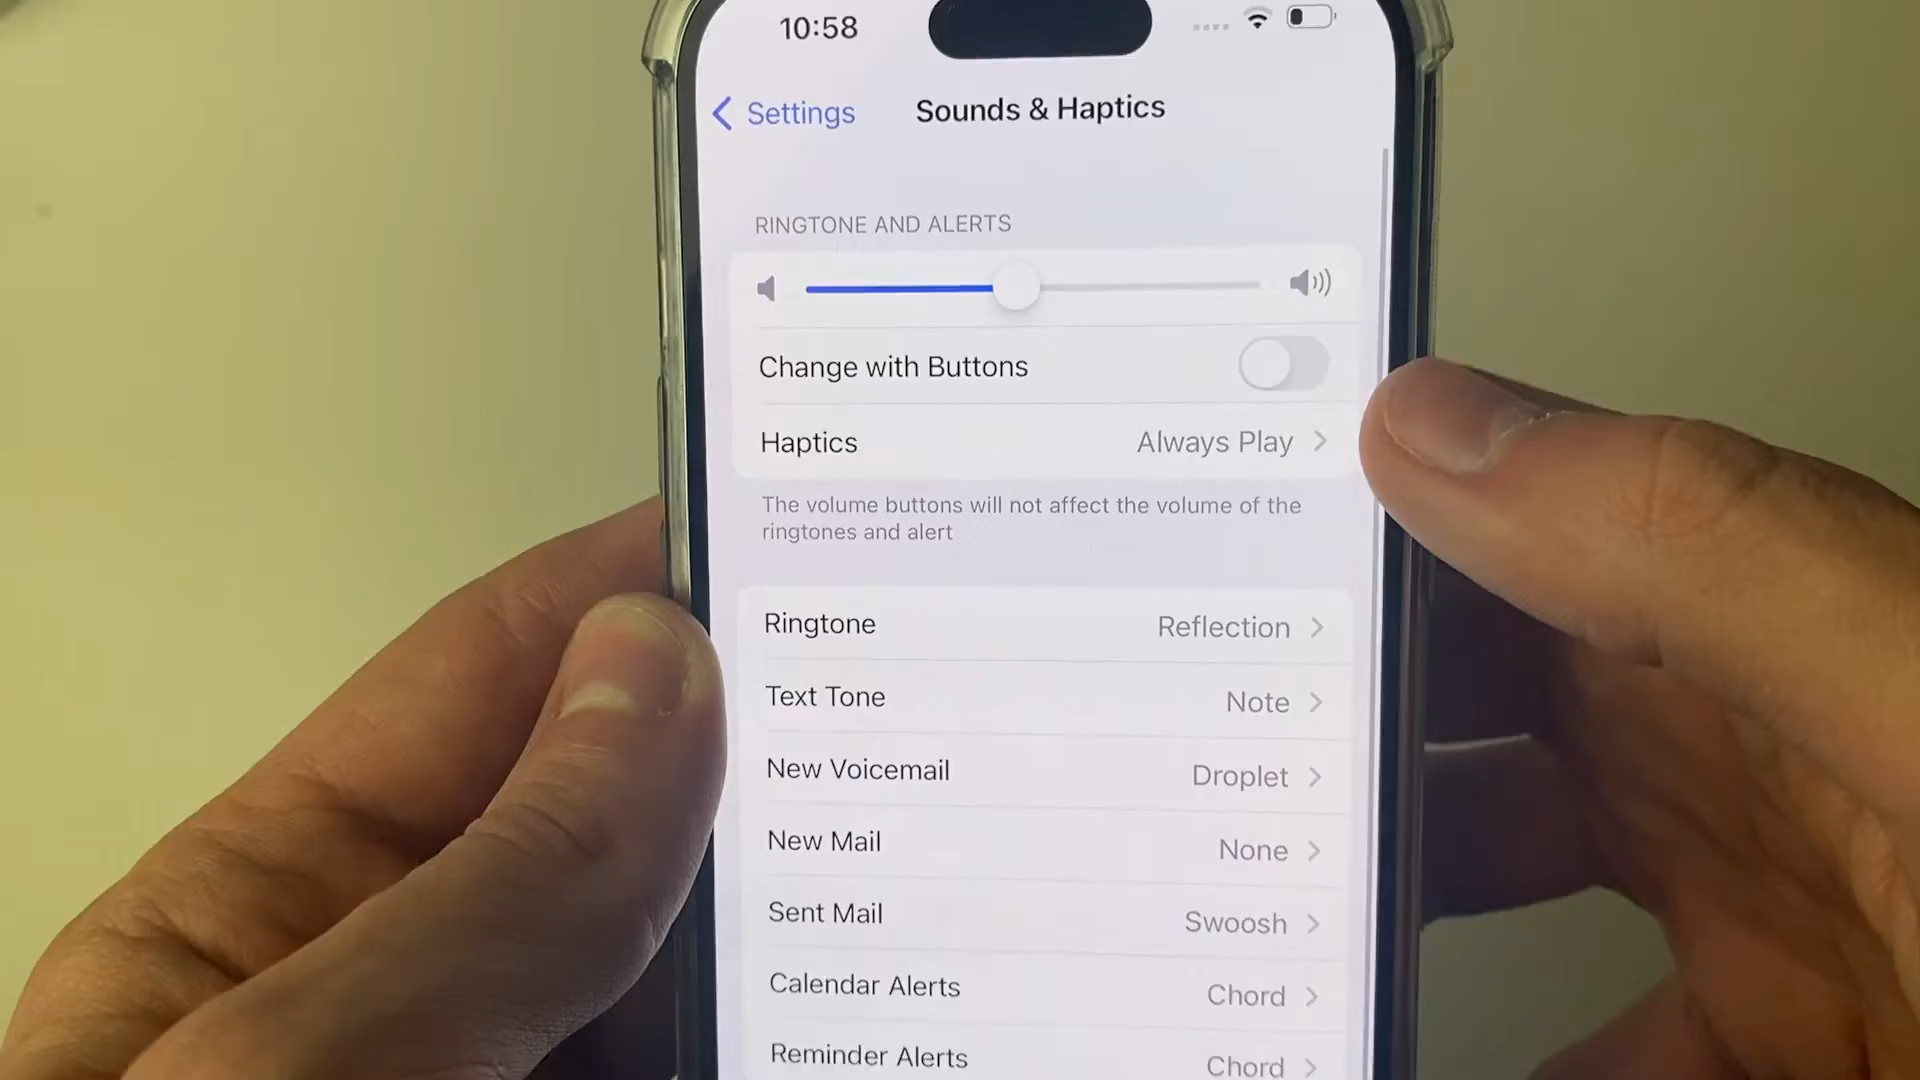 10:58
Settings
Sounds & Haptics
RINGTONE AND ALERTS
Change with Buttons
Haptics Always Play
The volume buttons will not affect the volume of the
ringtones and alert
Ringtone Reflection
Text Tone Note
New Voicemail Droplet
New Mail None
Sent Mail Swoosh
Calendar Alerts Chord
Reminder Alerts Chord